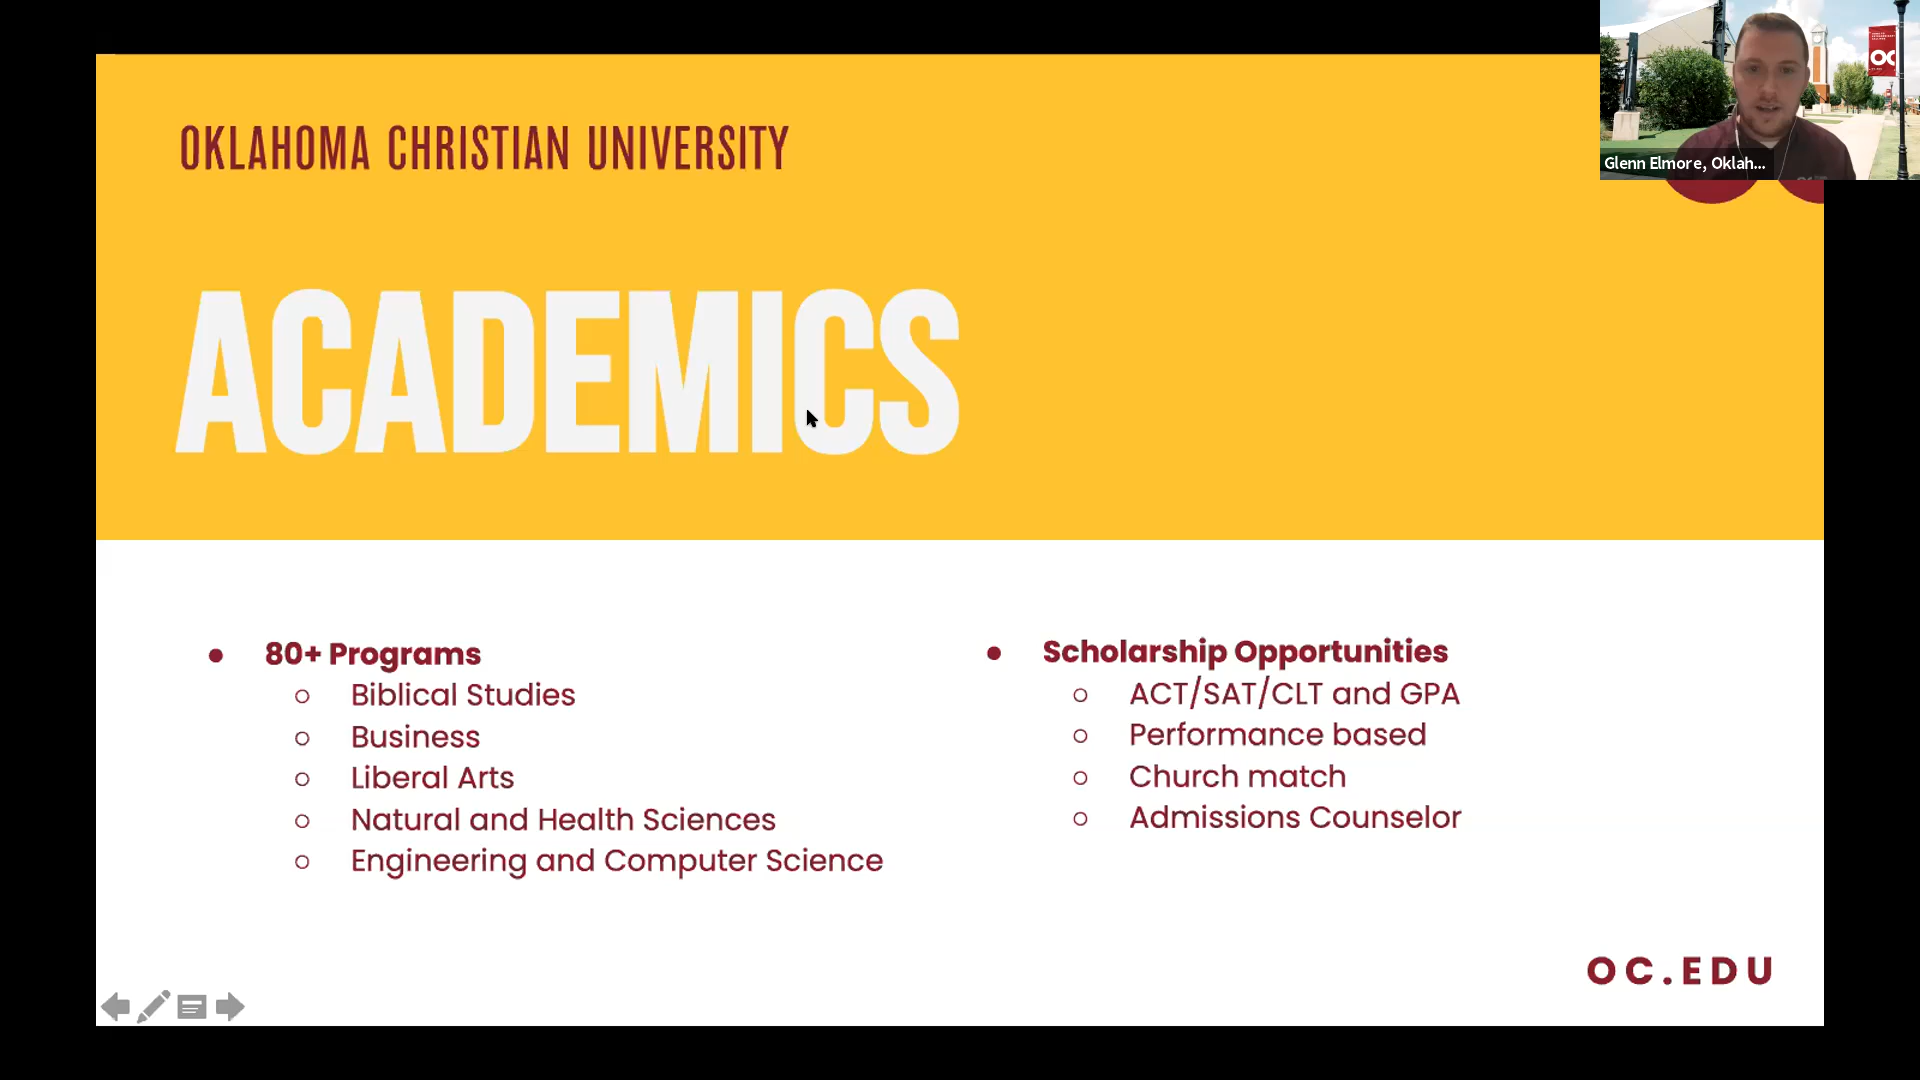 OKLAHOMA CHRISTIAN UNIVERSITY
OC
Glenn Elmore, Oklah...
ACADEMICS
80+ Programs
Biblical Studies
Business
Liberal Arts
Natural and Health Sciences
Engineering and Computer Science
Scholarship Opportunities
ACT/SAT/CLT and GPA
Performance based
Church match
Admissions Counselor
OC.EDU